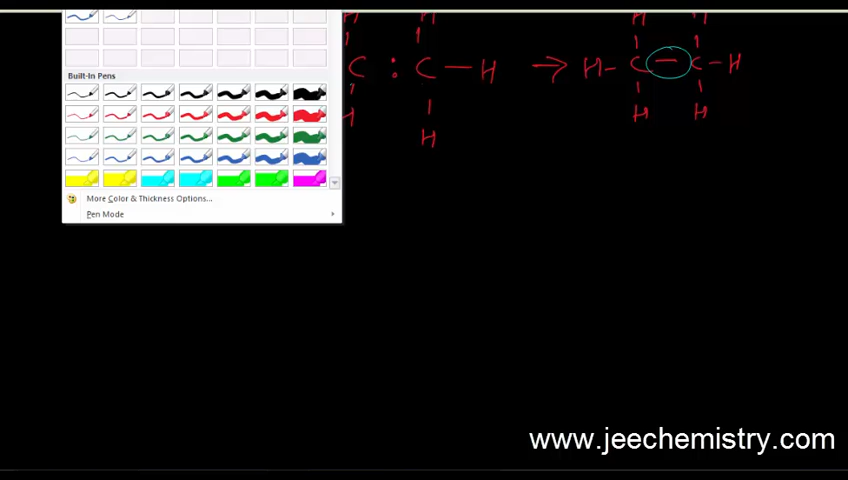 H H H H
C : C — H → H - C — C - H
H H H
H
Built-In Pens
More Color & Thickness Options...
Pen Mode
www.jeechemistry.com